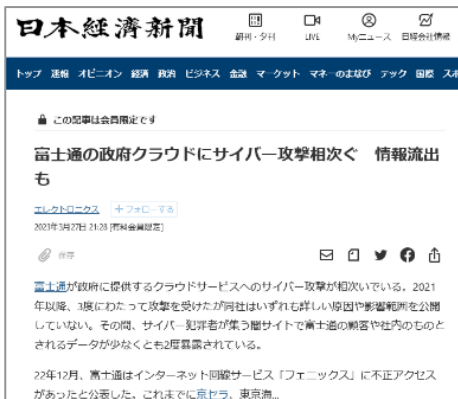 日本経済新聞
朝刊・夕刊 LIVE Myニュース 日経会社情報
トップ 速報 オピニオン 経済 政治 ビジネス 金融 マーケット マネーのまなび テック 国際 スポ
この記事は会員限定です
富士通の政府クラウドにサイバー攻撃相次ぐ 情報流出
も
エレクトロニクス +フォローする
2023年3月27日 21:28 [有料会員限定]
保存
富士通が政府に提供するクラウドサービスへのサイバー攻撃が相次いでいる。2021
年以降、3度にわたって攻撃を受けたが同社はいずれも詳しい原因や影響範囲を公開
していない。その間、サイバー犯罪者が集う闇サイトで富士通の顧客や社内のものと
されるデータが少なくとも2度暴露されている。
22年12月、富士通はインターネット回線サービス「フェニックス」に不正アクセス
があったと公表した。これまでに京セラ、東京海...